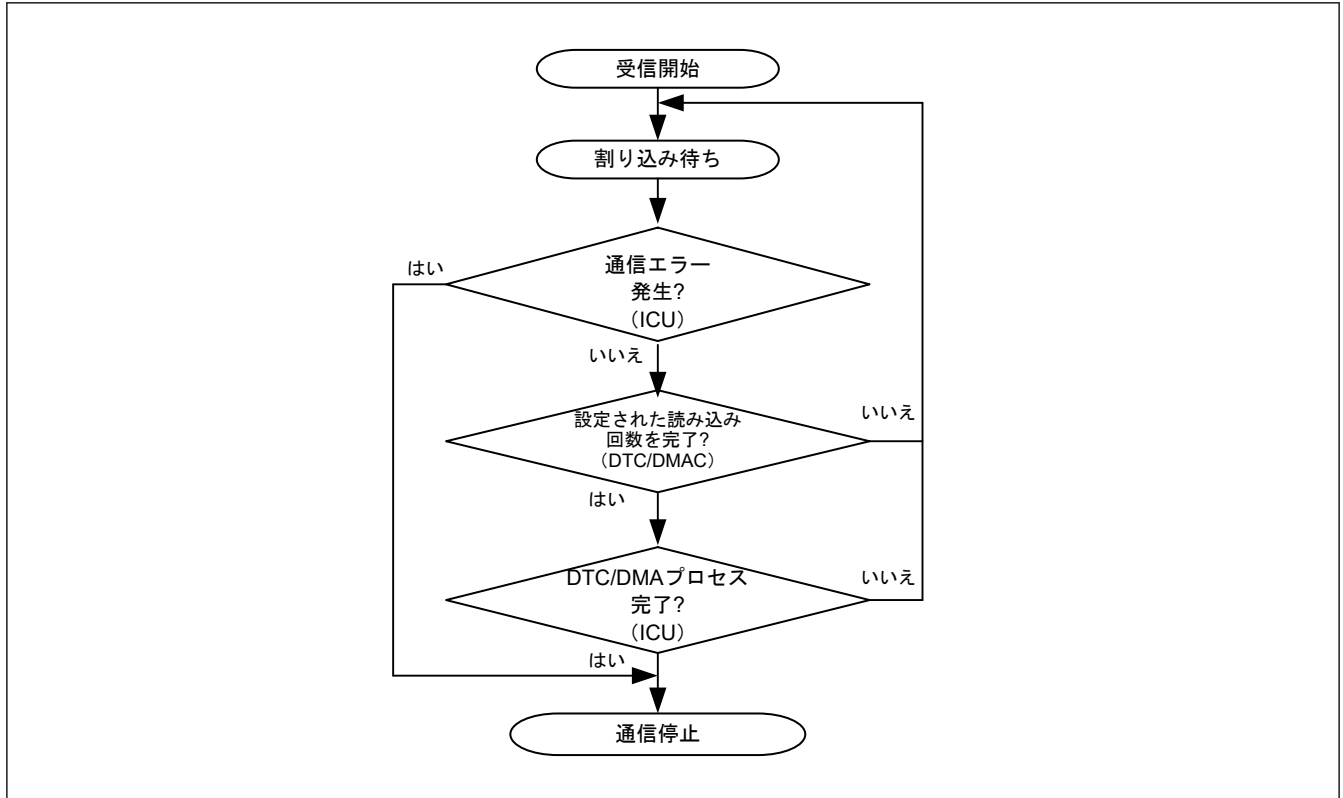 受信開始
割り込み待ち
はい
通信エラー
発生?
（ICU）
いいえ
設定された読み込み
回数を完了?
（DTC/DMAC）
いいえ
はい
DTC/DMAプロセス
完了?
（ICU）
いいえ
はい
通信停止